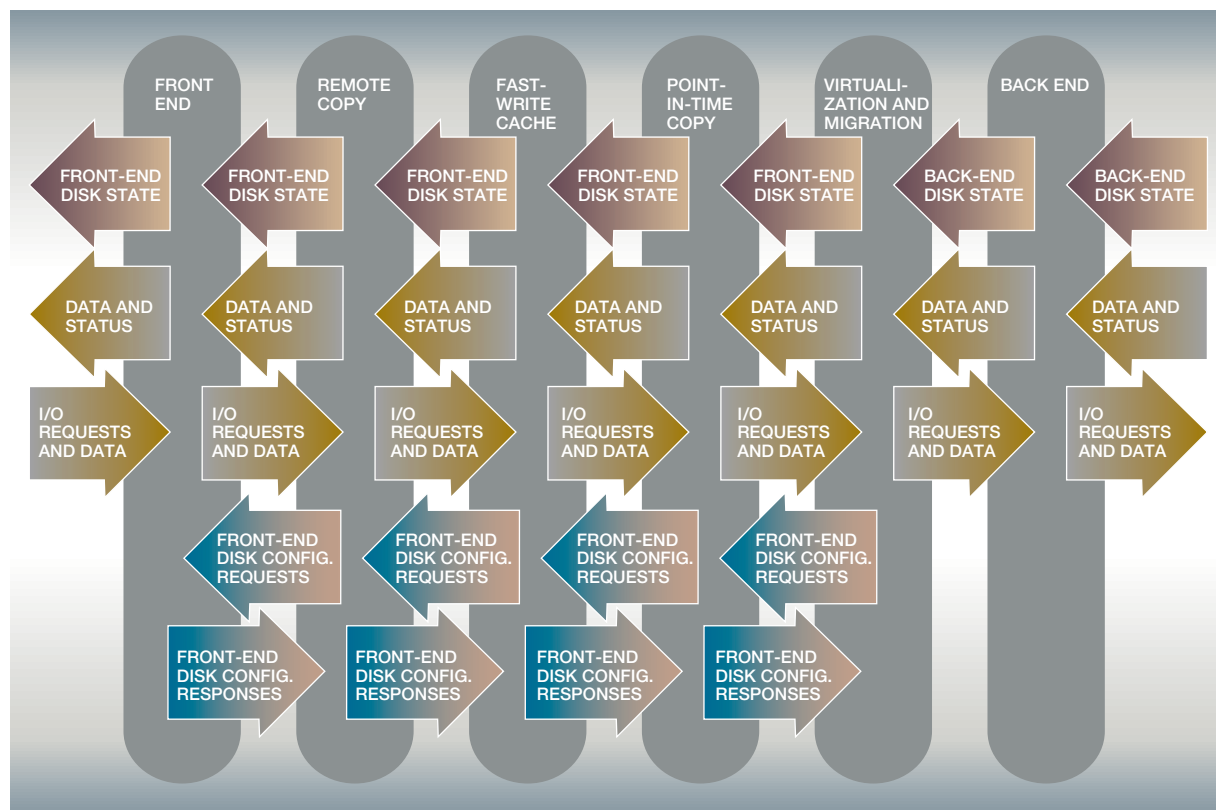 FRONT
END
REMOTE
COPY
FAST-
WRITE
CACHE
POINT-
IN-TIME
COPY
VIRTUALI-
ZATION AND
MIGRATION
BACK END
FRONT-END
DISK STATE
FRONT-END
DISK STATE
FRONT-END
DISK STATE
FRONT-END
DISK STATE
FRONT-END
DISK STATE
BACK-END
DISK STATE
BACK-END
DISK STATE
DATA AND
STATUS
DATA AND
STATUS
DATA AND
STATUS
DATA AND
STATUS
DATA AND
STATUS
DATA AND
STATUS
DATA AND
STATUS
I/O
REQUESTS
AND DATA
I/O
REQUESTS
AND DATA
I/O
REQUESTS
AND DATA
I/O
REQUESTS
AND DATA
I/O
REQUESTS
AND DATA
I/O
REQUESTS
AND DATA
I/O
REQUESTS
AND DATA
FRONT-END
DISK CONFIG.
REQUESTS
FRONT-END
DISK CONFIG.
REQUESTS
FRONT-END
DISK CONFIG.
REQUESTS
FRONT-END
DISK CONFIG.
REQUESTS
FRONT-END
DISK CONFIG.
RESPONSES
FRONT-END
DISK CONFIG.
RESPONSES
FRONT-END
DISK CONFIG.
RESPONSES
FRONT-END
DISK CONFIG.
RESPONSES